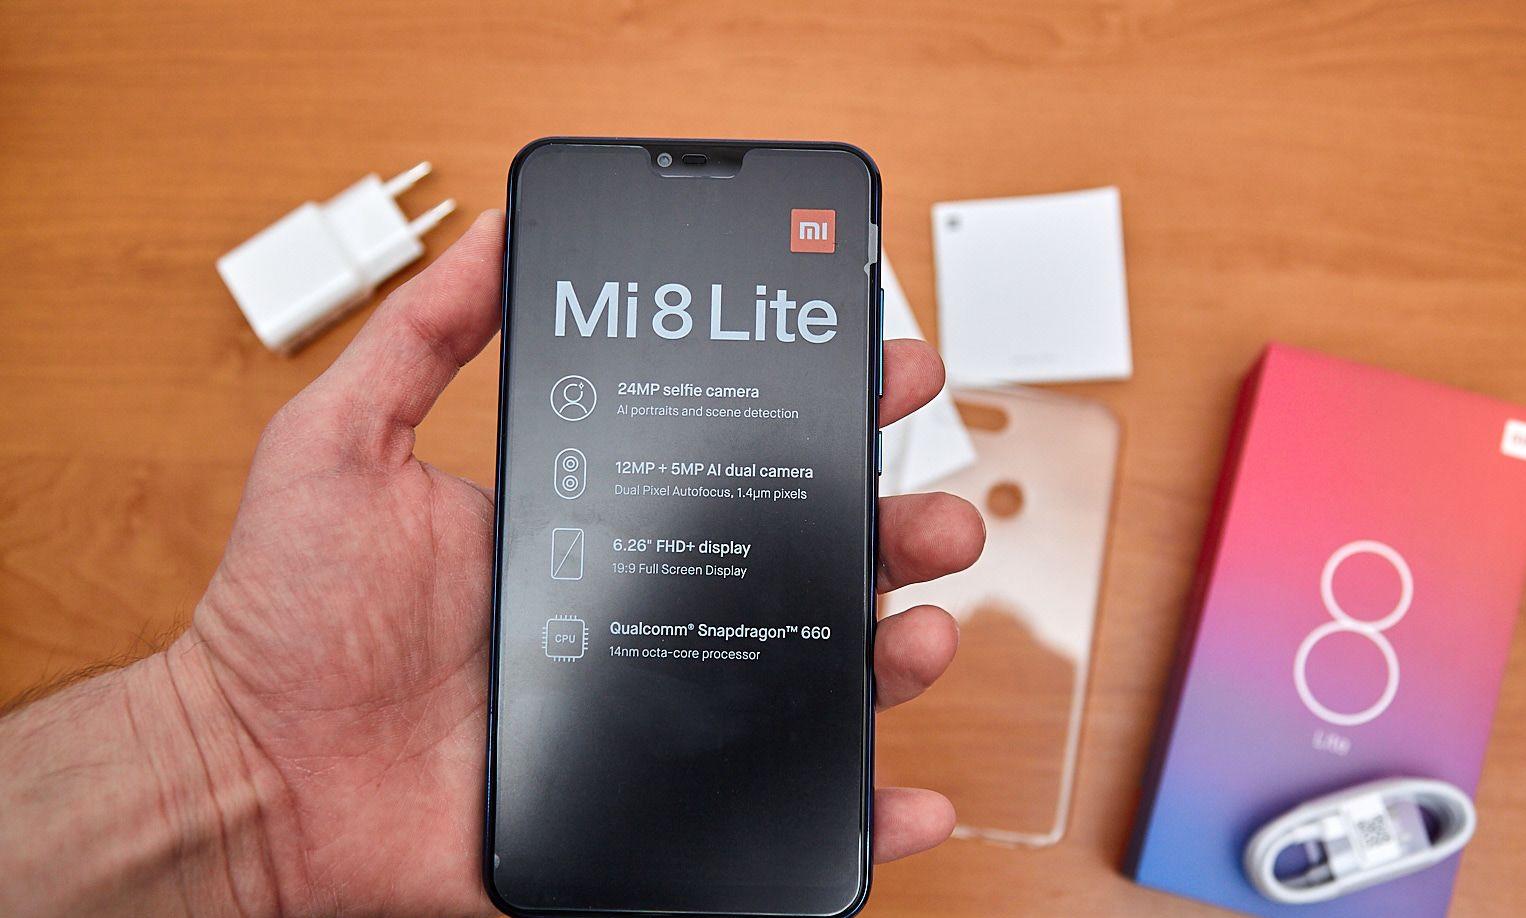 mi
Mi 8 Lite
24MP selfie camera
AI portraits and scene detection
12MP + 5MP AI dual camera
Dual Pixel Autofocus, 1.4µm pixels
6.26" FHD+ display
19:9 Full Screen Display
CPU
Qualcomm® Snapdragon™ 660
14nm octa-core processor
8
Lite